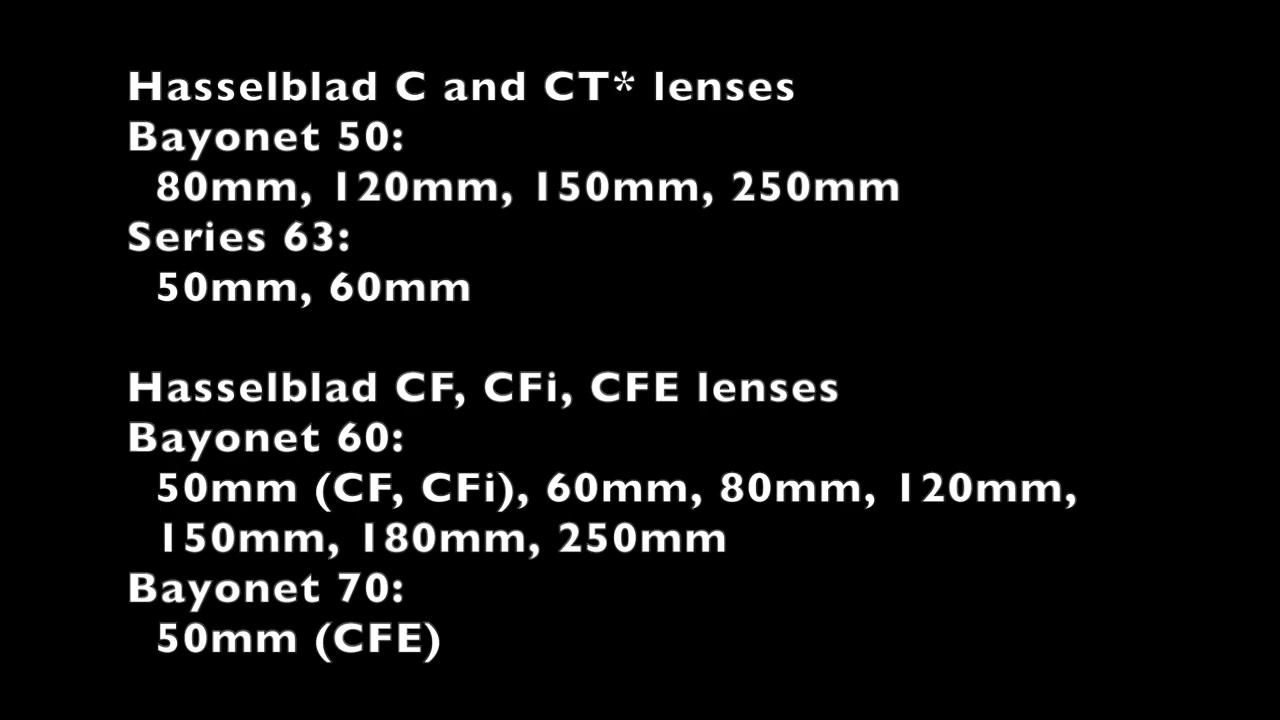 Hasselblad C and CT* lenses
Bayonet 50:
80mm, 120mm, 150mm, 250mm
Series 63:
50mm, 60mm
Hasselblad CF, CFi, CFE lenses
Bayonet 60:
50mm (CF, CFi), 60mm, 80mm, 120mm,
150mm, 180mm, 250mm
Bayonet 70:
50mm (CFE)